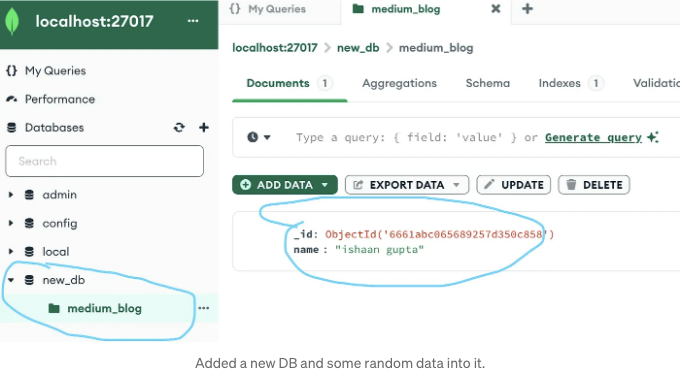 localhost:27017
My Queries
Performance
Databases
Search
admin
config
local
new_db
medium_blog
{} My Queries
medium_blog
localhost:27017 > new_db > medium_blog
Documents 1 Aggregations Schema Indexes 1 Validatio
Type a query: { field: 'value' } or Generate query
ADD DATA EXPORT DATA UPDATE DELETE
_id: ObjectId('6661abc065689257d350c858')
name : "ishaan gupta"
Added a new DB and some random data into it.